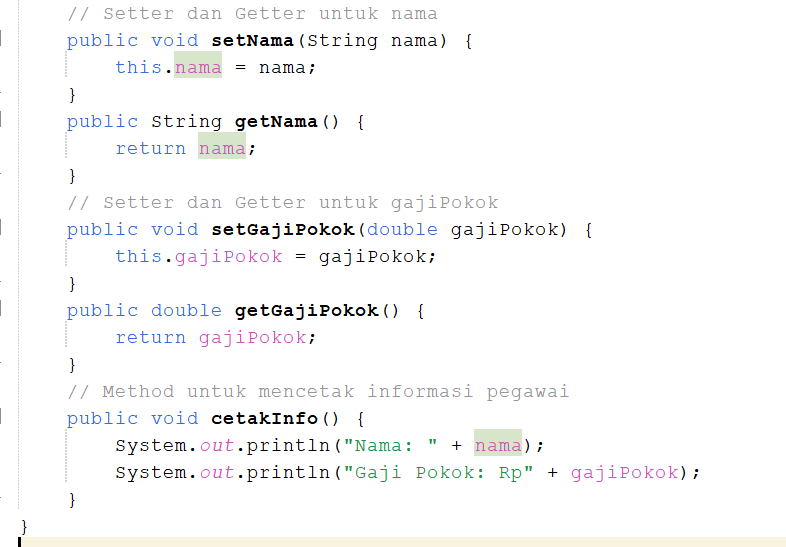 // Setter dan Getter untuk nama
public void setNama(String nama) {
this.nama = nama;
}
public String getNama() {
return nama;
}
// Setter dan Getter untuk gajiPokok
public void setGajiPokok(double gajiPokok) {
this.gajiPokok = gajiPokok;
}
public double getGajiPokok() {
return gajiPokok;
}
// Method untuk mencetak informasi pegawai
public void cetakInfo() {
System.out.println("Nama: " + nama);
System.out.println("Gaji Pokok: Rp" + gajiPokok);
}
}